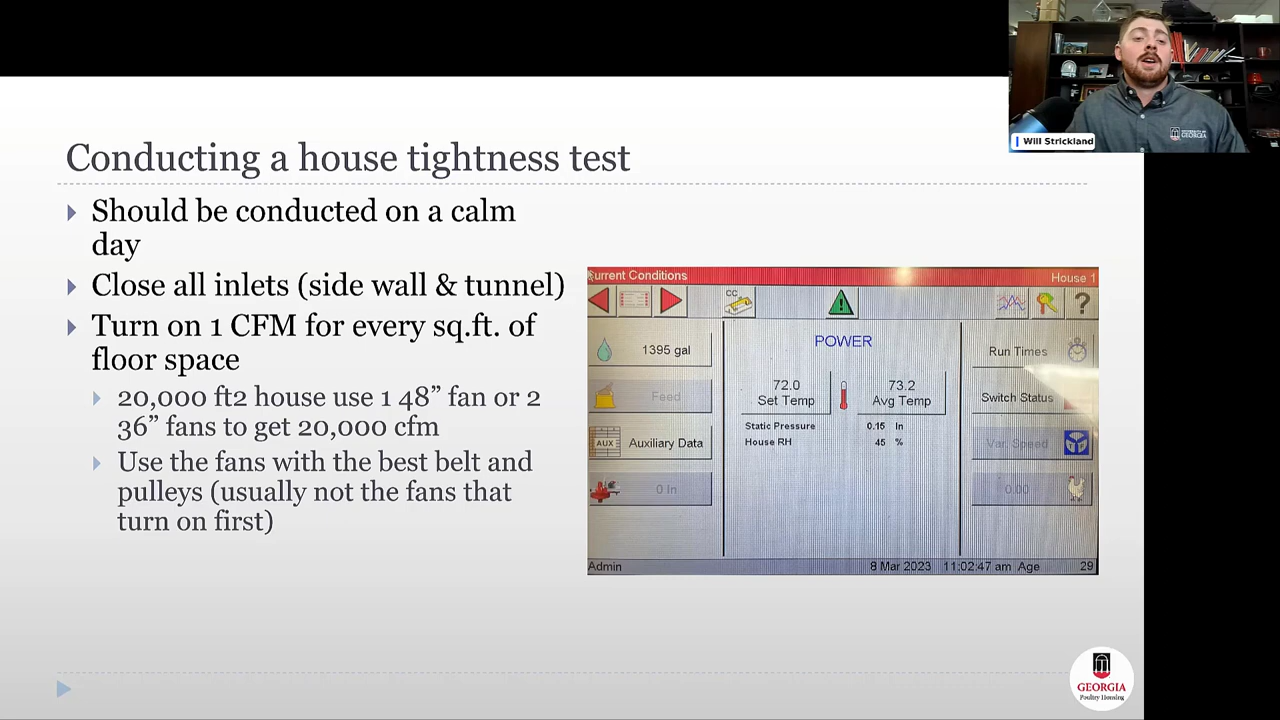 Will Strickland
UNIVERSITY OF
GEORGIA
Conducting a house tightness test
Should be conducted on a calm
day
Close all inlets (side wall & tunnel)
Turn on 1 CFM for every sq.ft. of
floor space
20,000 ft2 house use 1 48” fan or 2
36” fans to get 20,000 cfm
Use the fans with the best belt and
pulleys (usually not the fans that
turn on first)
urrent Conditions
House 1
CC
?
1395 gal
Feed
AUX
Auxiliary Data
0 In
POWER
72.0
Set Temp
73.2
Avg Temp
Static Pressure 0.15 In
House RH 45 %
Run Times
Switch Status
Var. Speed
0.00
Admin
8 Mar 2023 11:02:47 am Age 29
GEORGIA
Poultry Housing